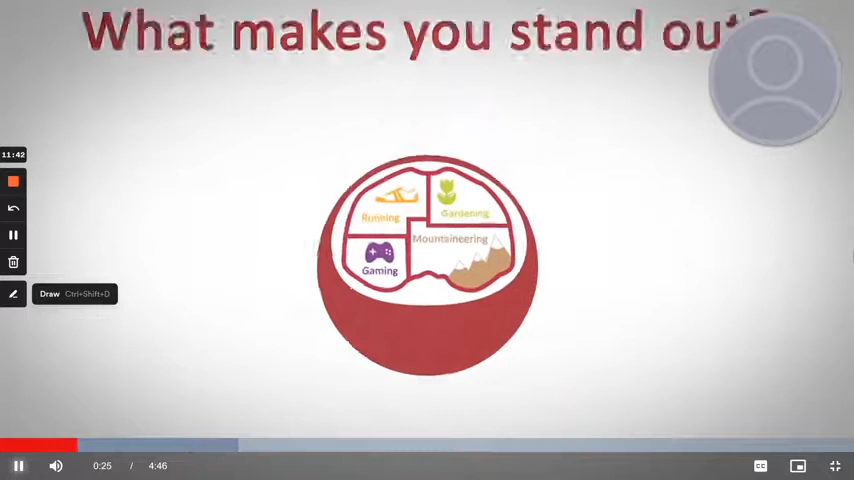 What makes you stand out?
11:42
Running
Gardening
Mountaineering
Gaming
Draw Ctrl+Shift+D
0:25 / 4:46
CC